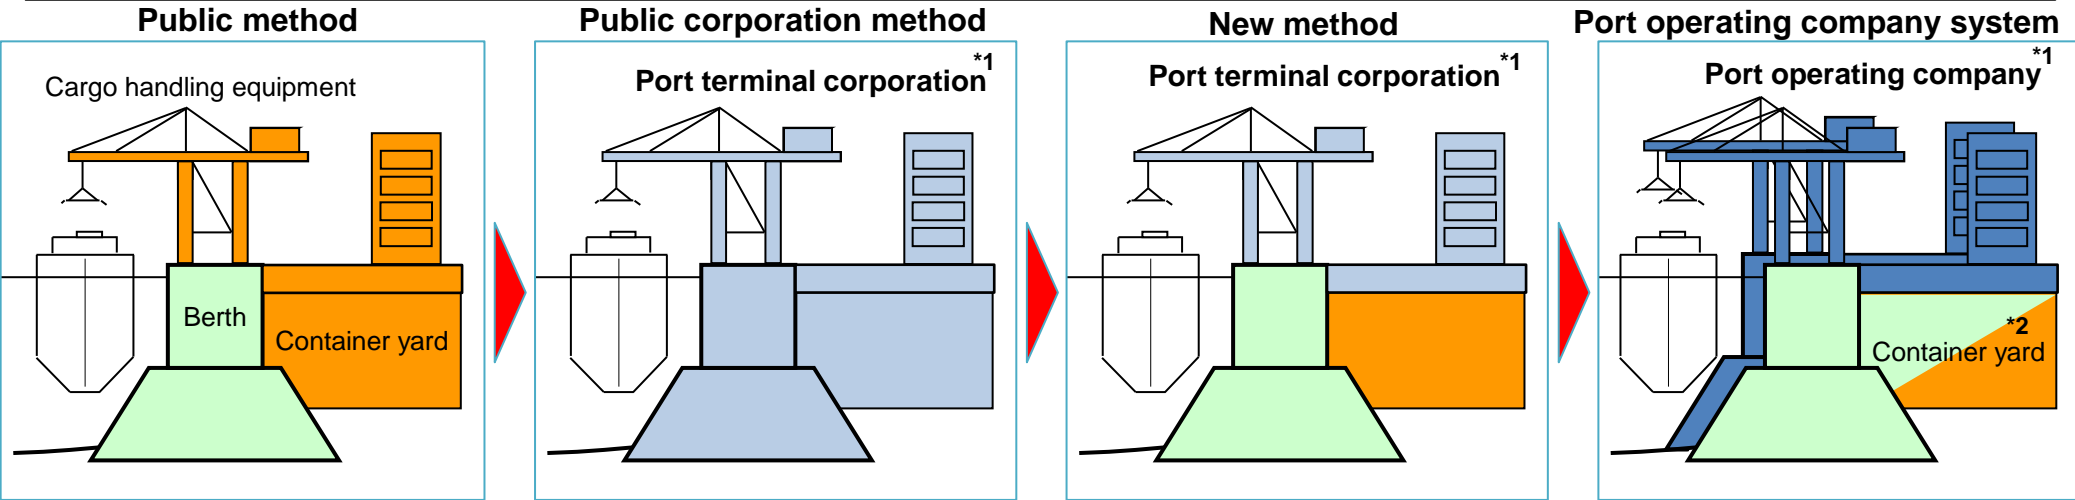 Public method
Public corporation method
New method
Port operating company system
Cargo handling equipment
Berth
Container yard
Port terminal corporation*1
Port terminal corporation*1
Port operating company*1
*2
Container yard